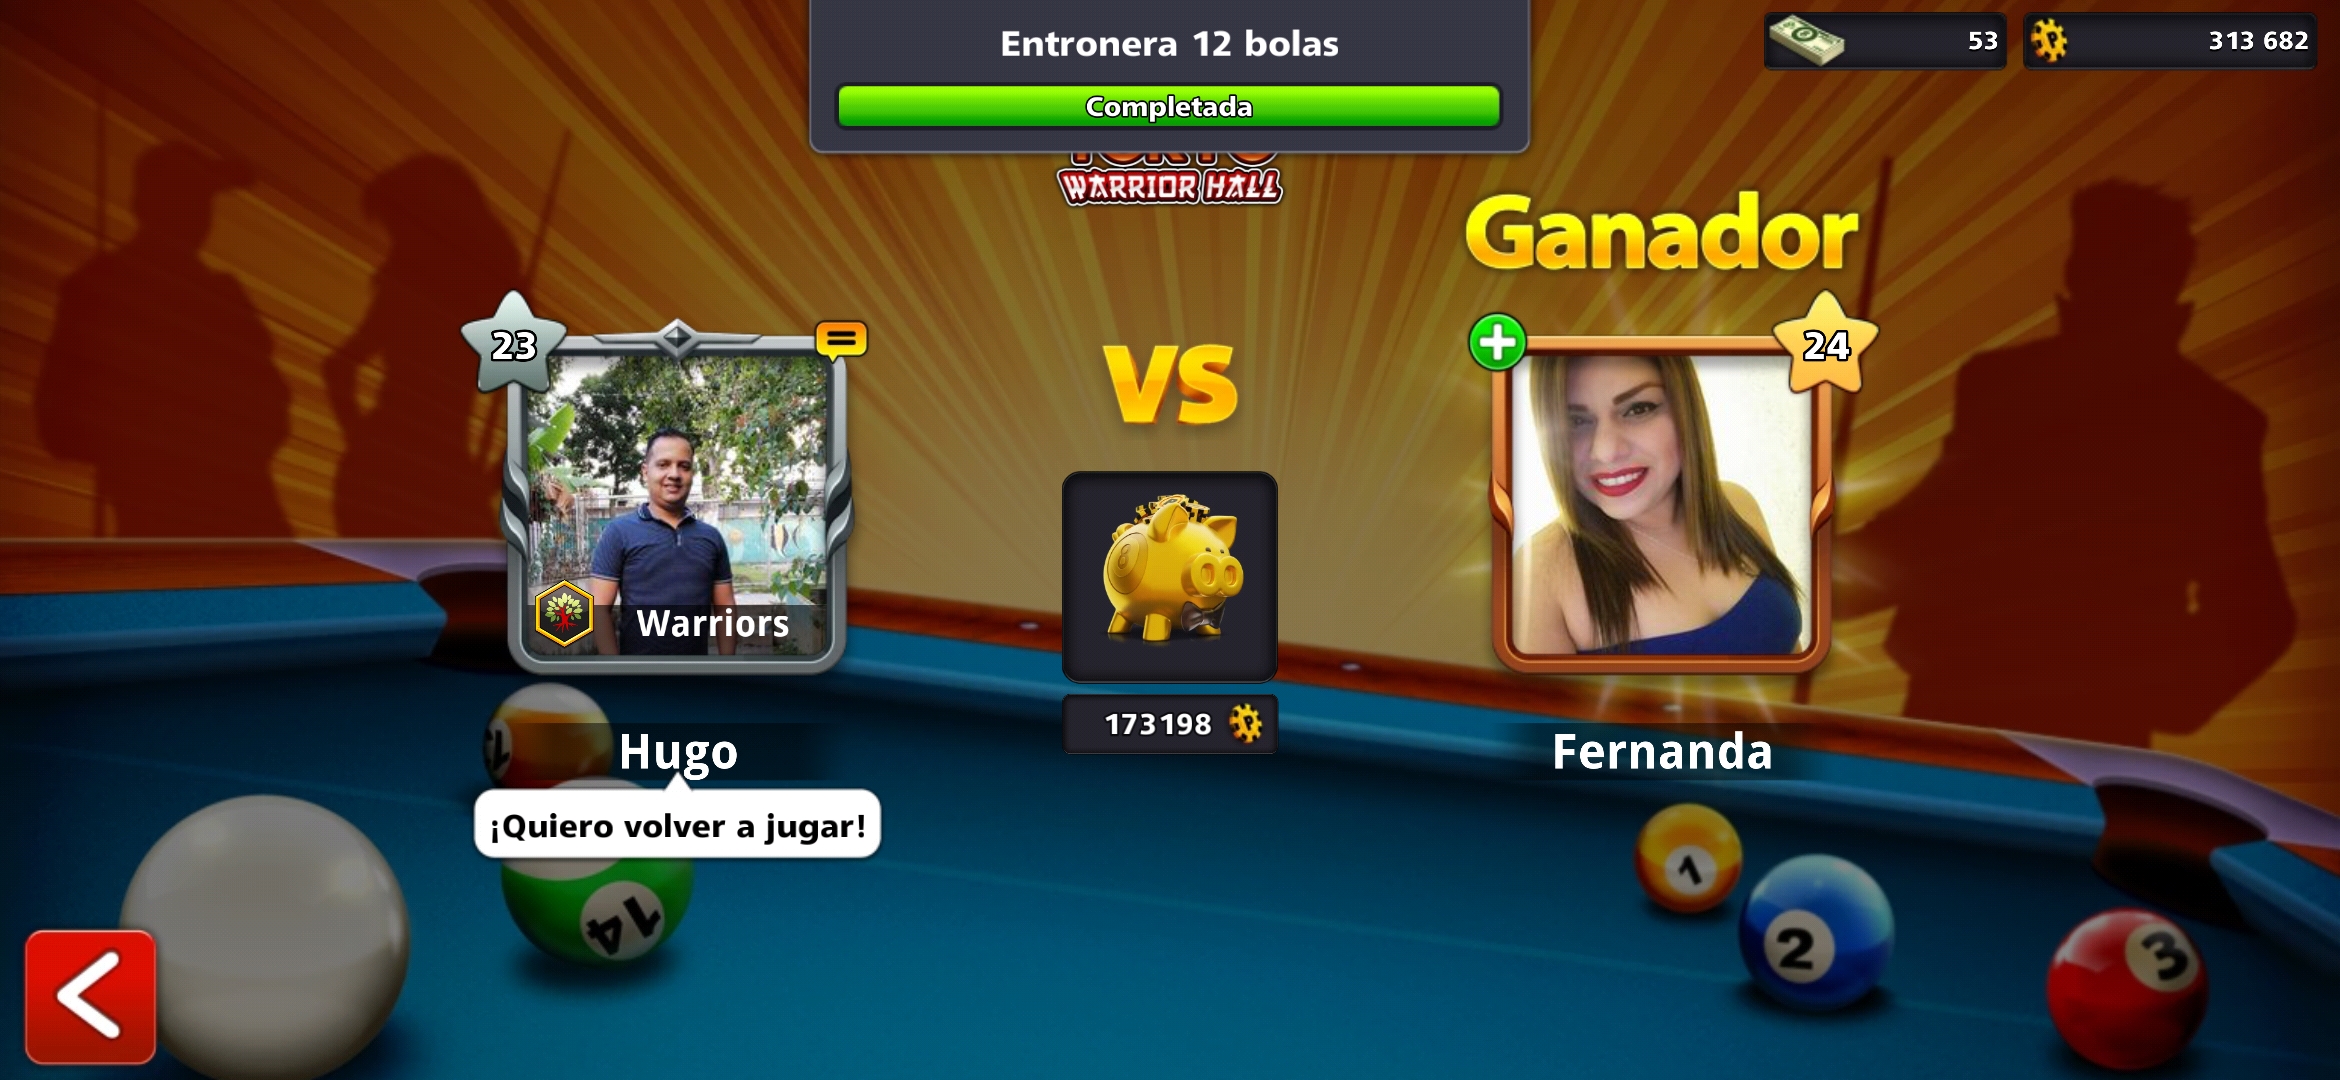 Entronera 12 bolas
Completada
53
313 682
WARRIOR HALL
Ganador
23
24
VS
Warriors
173198
Hugo
Fernanda
¡Quiero volver a jugar!
14
1
2
3